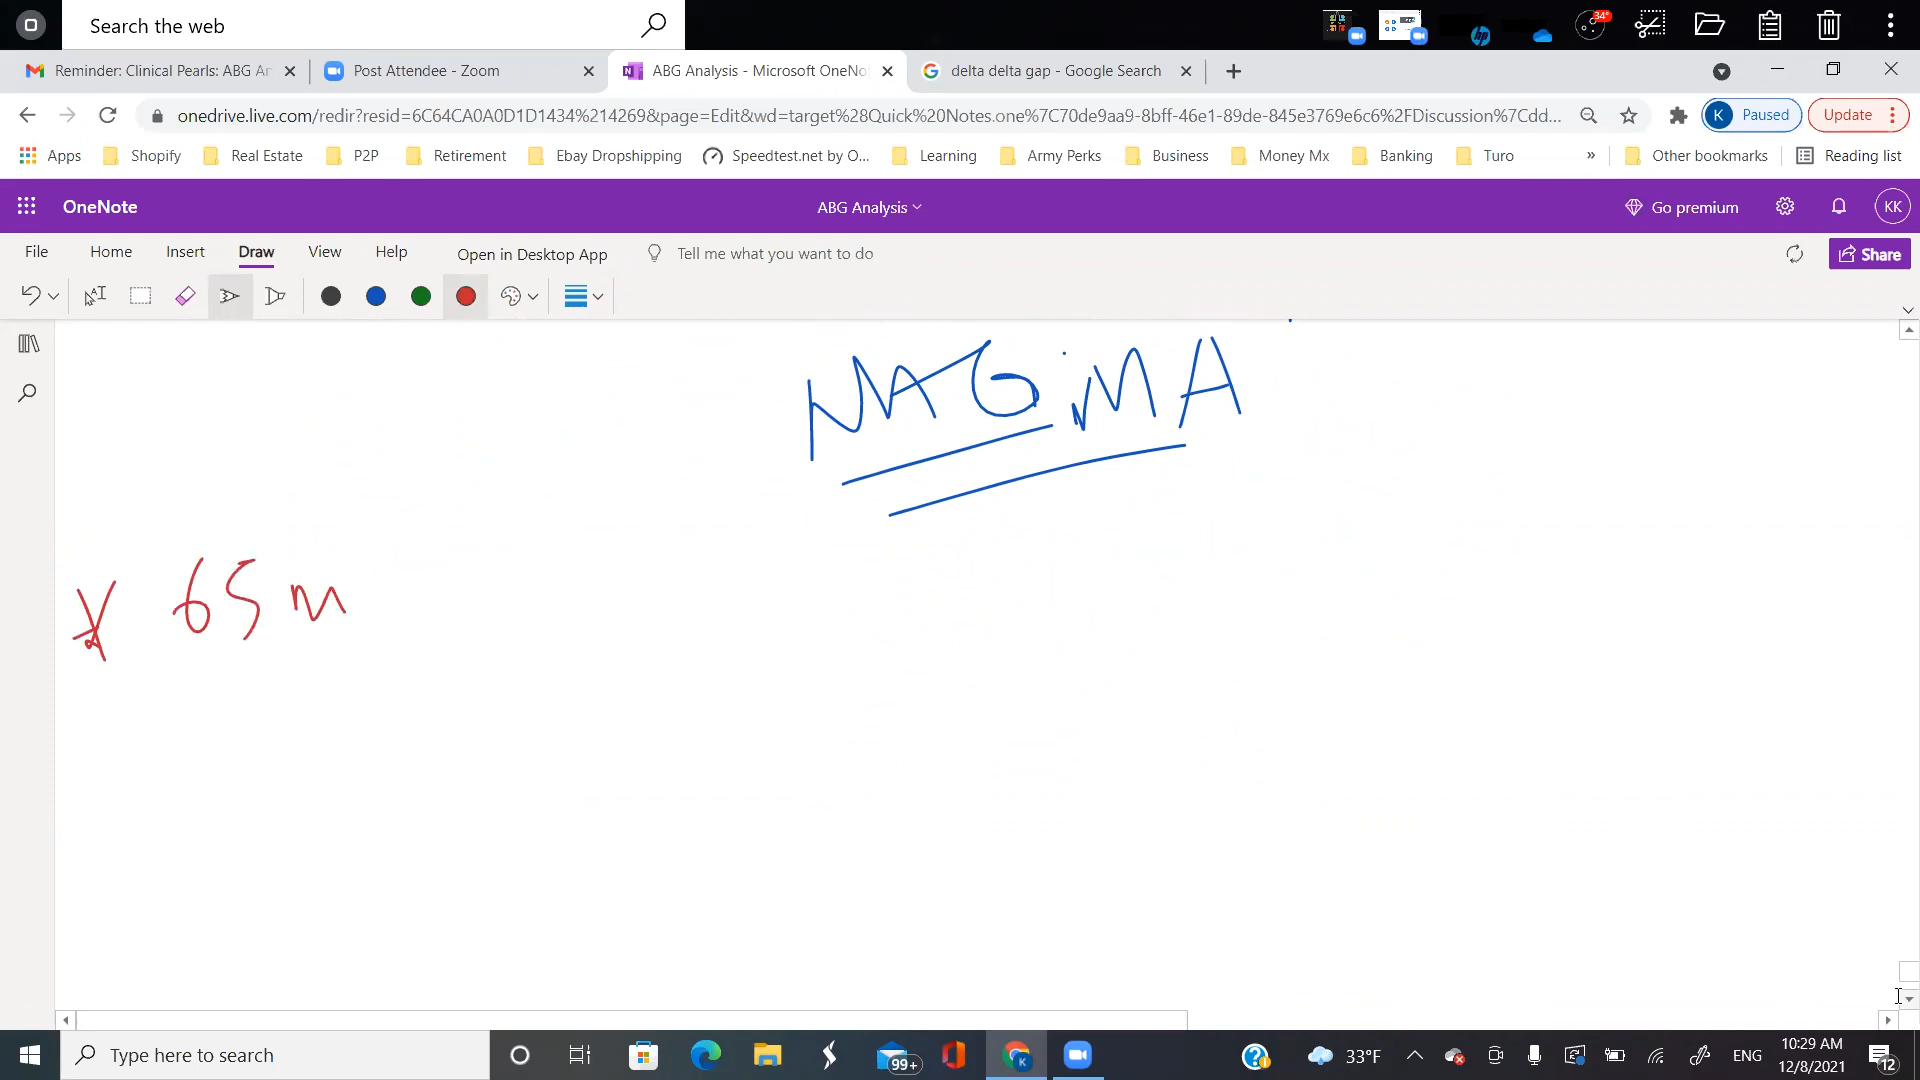 Search the web
34°
Reminder: Clinical Pearls: ABG An
Post Attendee - Zoom
ABG Analysis - Microsoft OneNo
delta delta gap - Google Search
onedrive.live.com/redir?resid=6C64CA0A0D1D1434%214269&page=Edit&wd=target%28Quick%20Notes.one%7C70de9aa9-8bff-46e1-89de-845e3769e6c6%2FDiscussion%7Cdd...
K Paused
Update
Apps Shopify Real Estate P2P Retirement Ebay Dropshipping Speedtest.net by O... Learning Army Perks Business Money Mx Banking Turo » Other bookmarks Reading list
OneNote
ABG Analysis
Go premium
KK
File Home Insert Draw View Help Open in Desktop App Tell me what you want to do
Share
NAGMA
65 m
Type here to search
99+
33°F
ENG
10:29 AM
12/8/2021
12